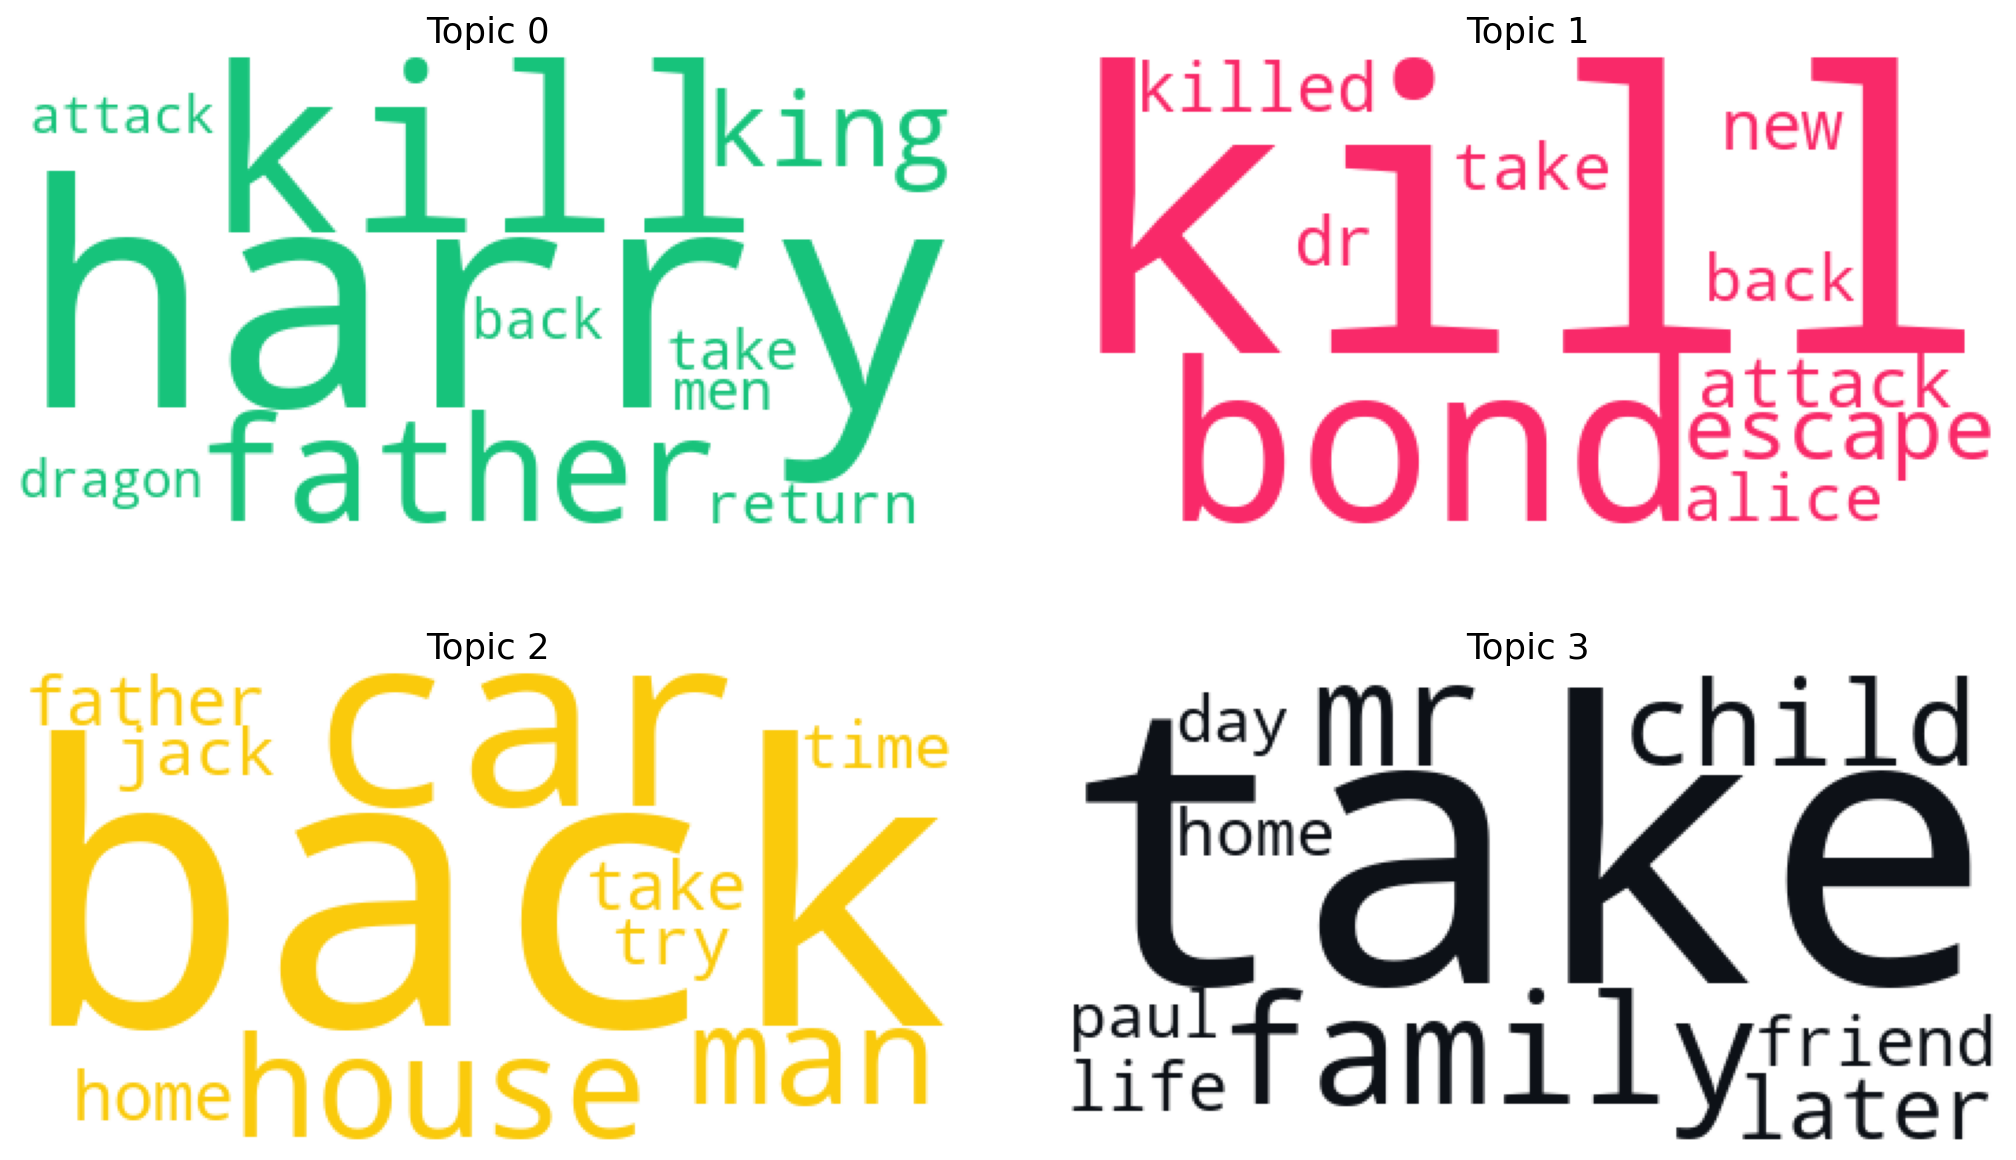 Topic 0
attack
kill
king
harry
back
take
men
father
dragon
return
Topic 1
killed
kill
new
take
dr
back
bond
attack
escape
alice
Topic 2
father
car
jack
time
back
take
try
man
house
home
Topic 3
day
mr
child
take
home
paul
family
friend
life
later